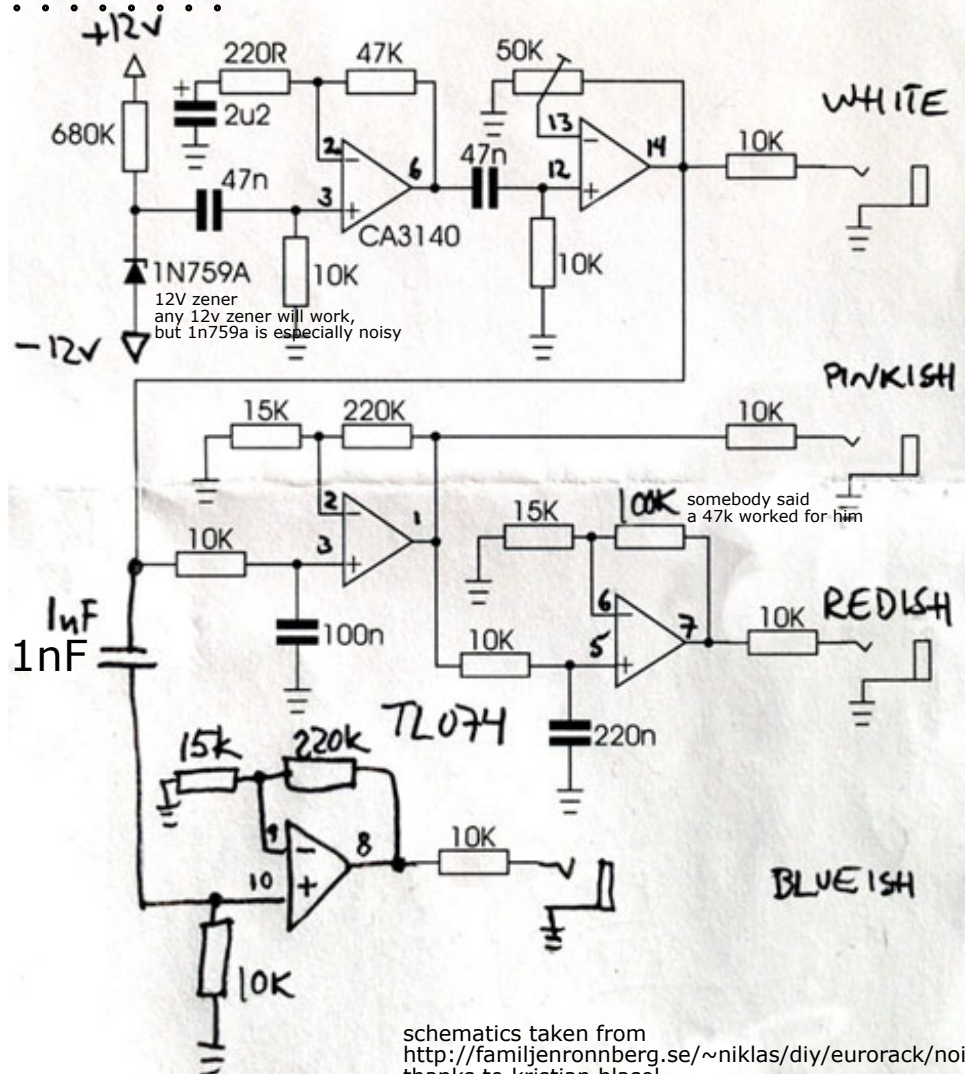 +12V
220R
47K
50K
WHITE
+
2u2
680K
2
3
6
47n
13
12
14
10K
47n
CA3140
10K
10K
1N759A
12V zener
any 12v zener will work,
but 1n759a is especially noisy
-12V
PINKISH
15K
220K
10K
2
3
1
10K
15K
100K
somebody said
a 47k worked for him
REDISH
1nF
1nF
100n
6
5
7
10K
10K
TL074
220n
15k
220k
9
10
8
10K
BLUEISH
10K
schematics taken from
http://familjenronnberg.se/~niklas/diy/eurorack/noi
thanks to kristian blasel